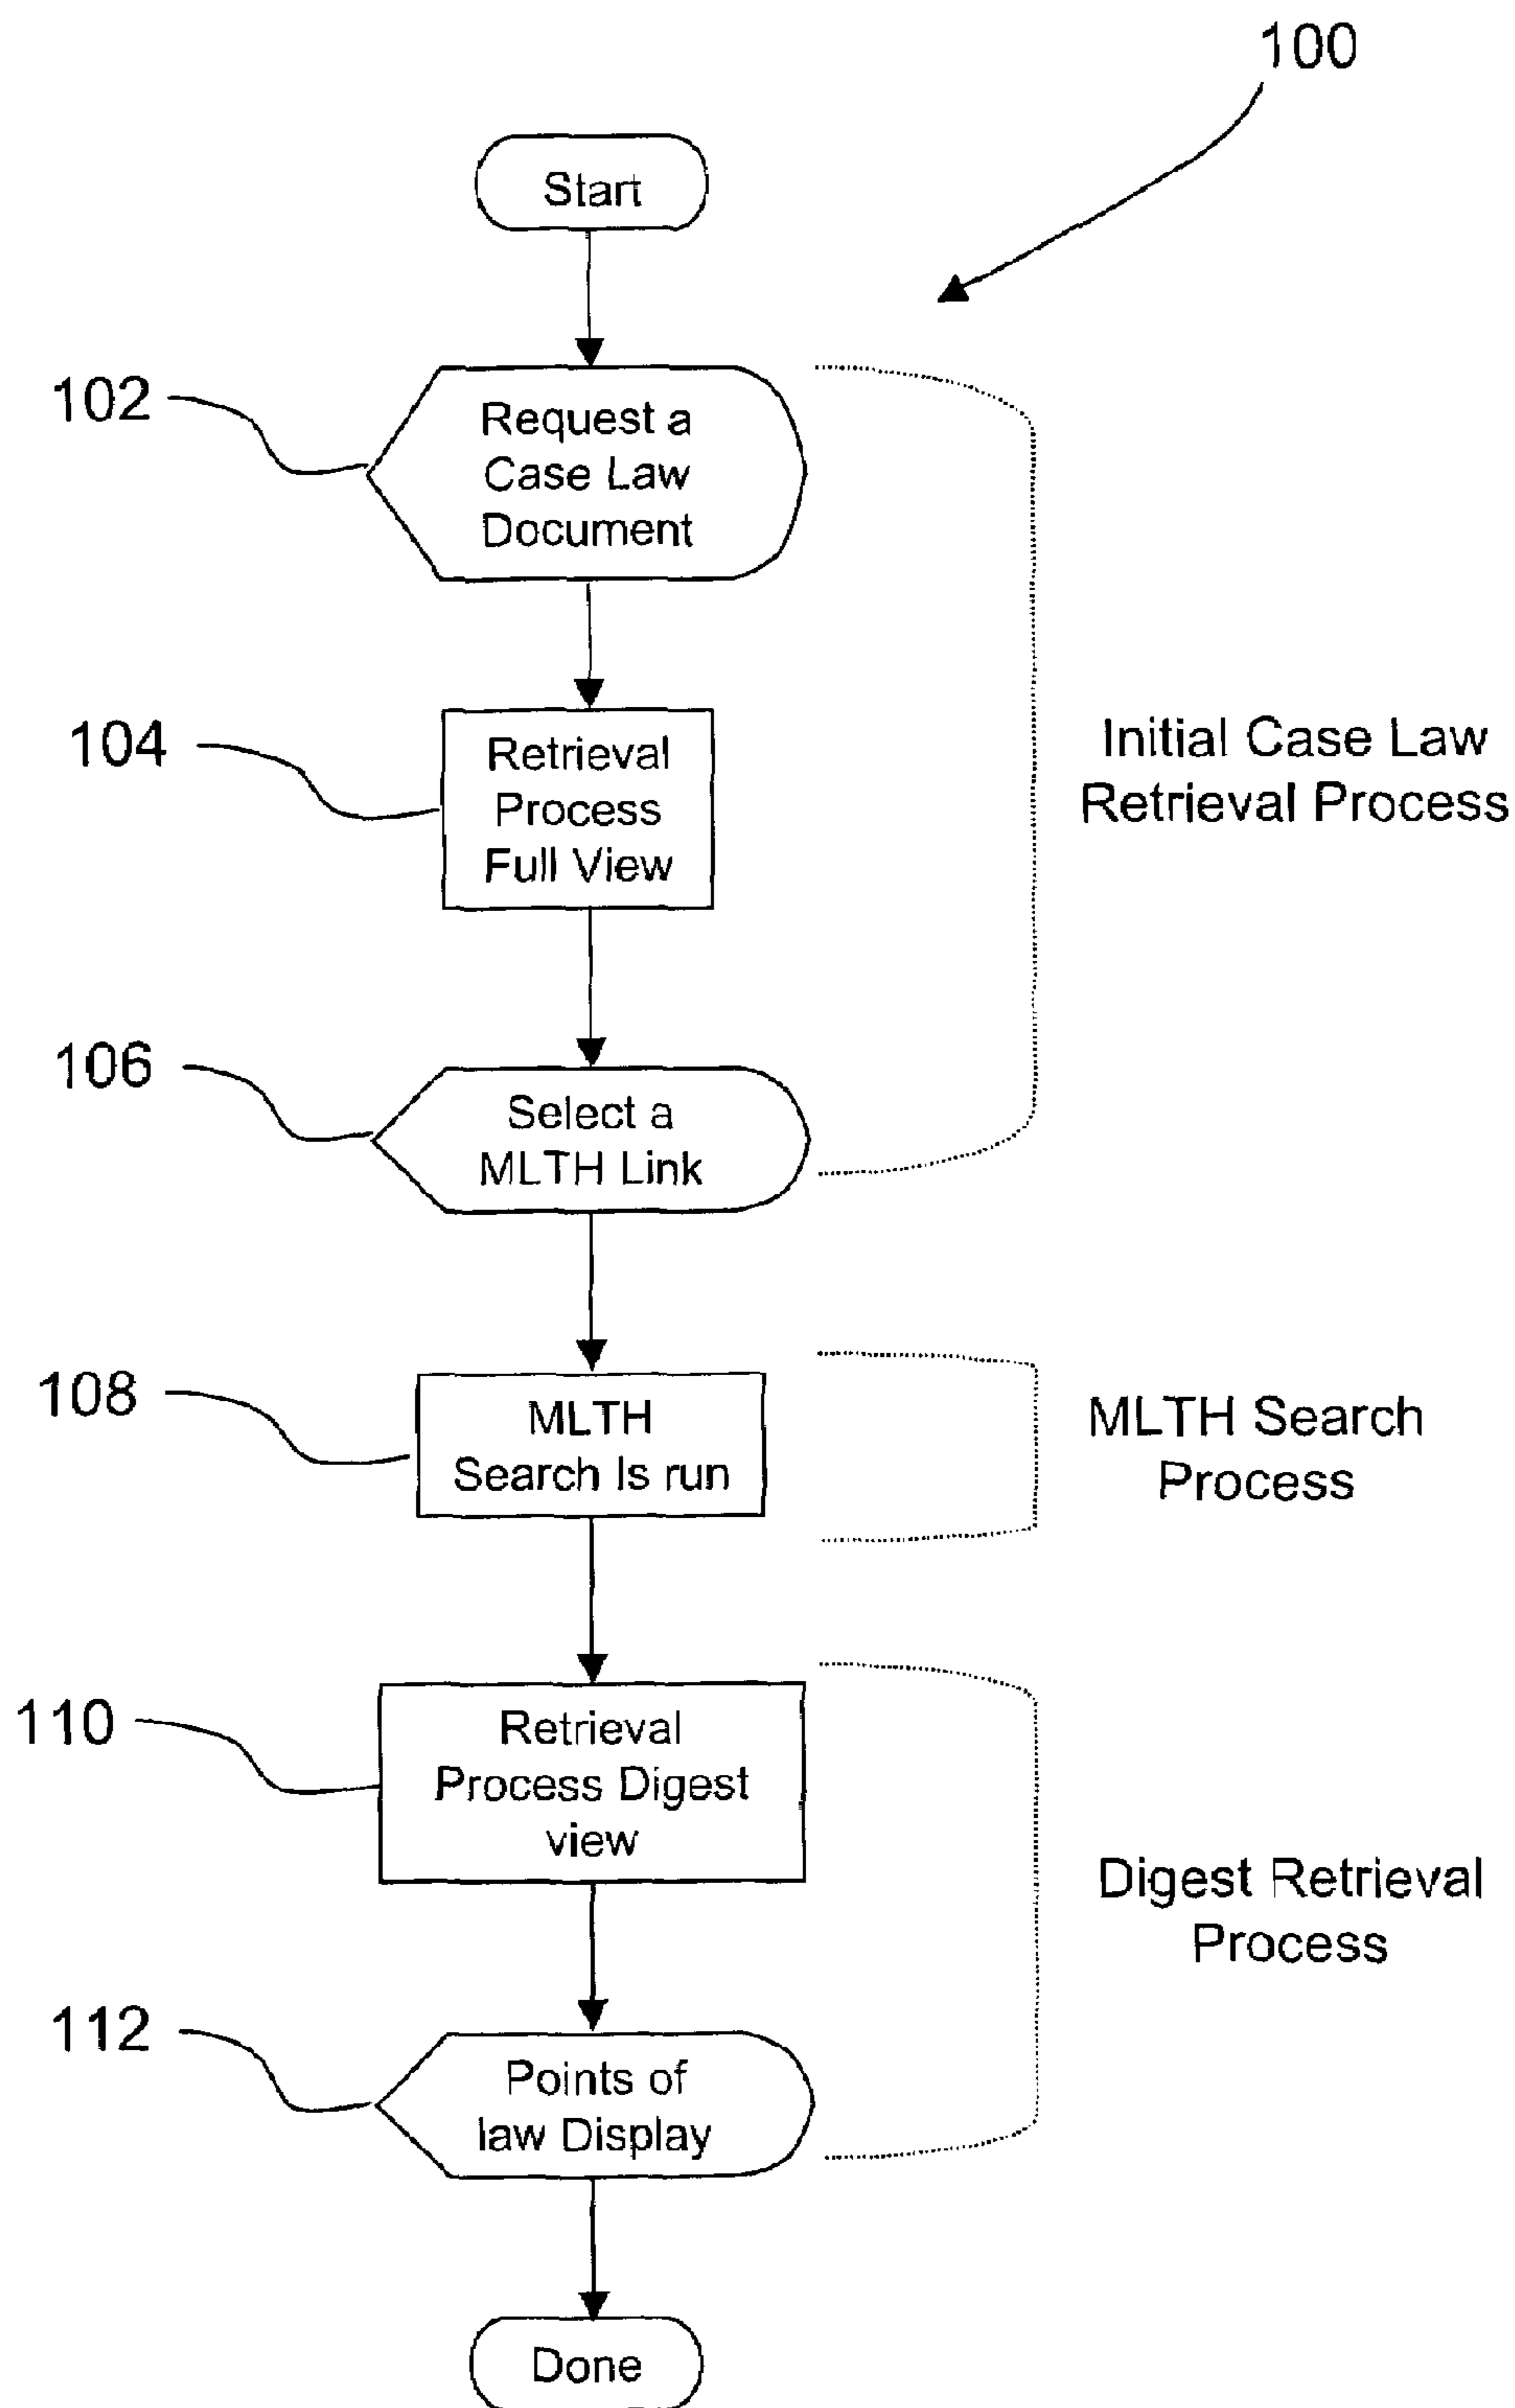 100
Start
102
Request a
Case Law
Document
104
Retrieval
Process
Full View
Initial Case Law
Retrieval Process
106
Select a
MLTH Link
108
MLTH
Search Is run
MLTH Search
Process
110
Retrieval
Process Digest
view
Digest Retrieval
Process
112
Points of
law Display
Done